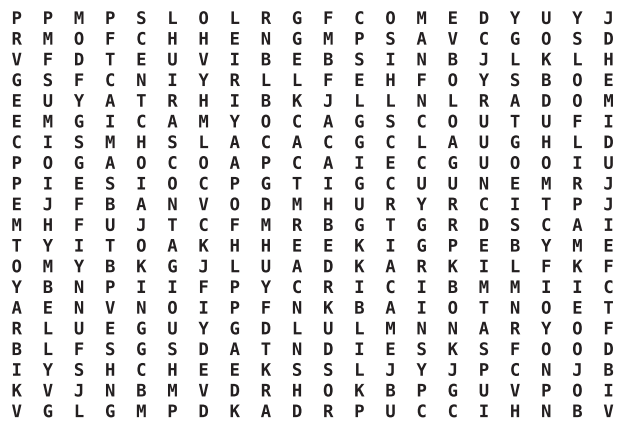 P P M P S L O L R G F C O M E D Y U Y J
R M O F C H H E N G M P S A V C G O S D
V F D T E U V I B E B S I N B J L K L H
G S F C N I Y R L L F E H F O Y S B O E
E U Y A T R H I B K J L L N L R A D O M
E M G I C A M Y O C A G S C O U T U F I
C I S M H S L A C A C G C L A U G H L D
P O G A O C O A P C A I E C G U O O I U
P I E S I O C P G T I G C U U N E M R J
E J F B A N V O D M H U R Y R C I T P J
M H F U J T C F M R B G T G R D S C A I
T Y I T O A K H H E E K I G P E B Y M E
O M Y B K G J L U A D K A R K I L F K F
Y B N P I I F P Y C R I C I B M M I I C
A E N V N O I P F N K B A I O T N O E T
R L U E G U Y G D L U L M N N A R Y O F
B L F S G S D A T N D I E S K S F O O D
I Y S H C H E E K S S L J Y J P C N J B
K V J N B M V D R H O K B P G U V P O I
V G L G M P D K A D R P U C C I H N B V